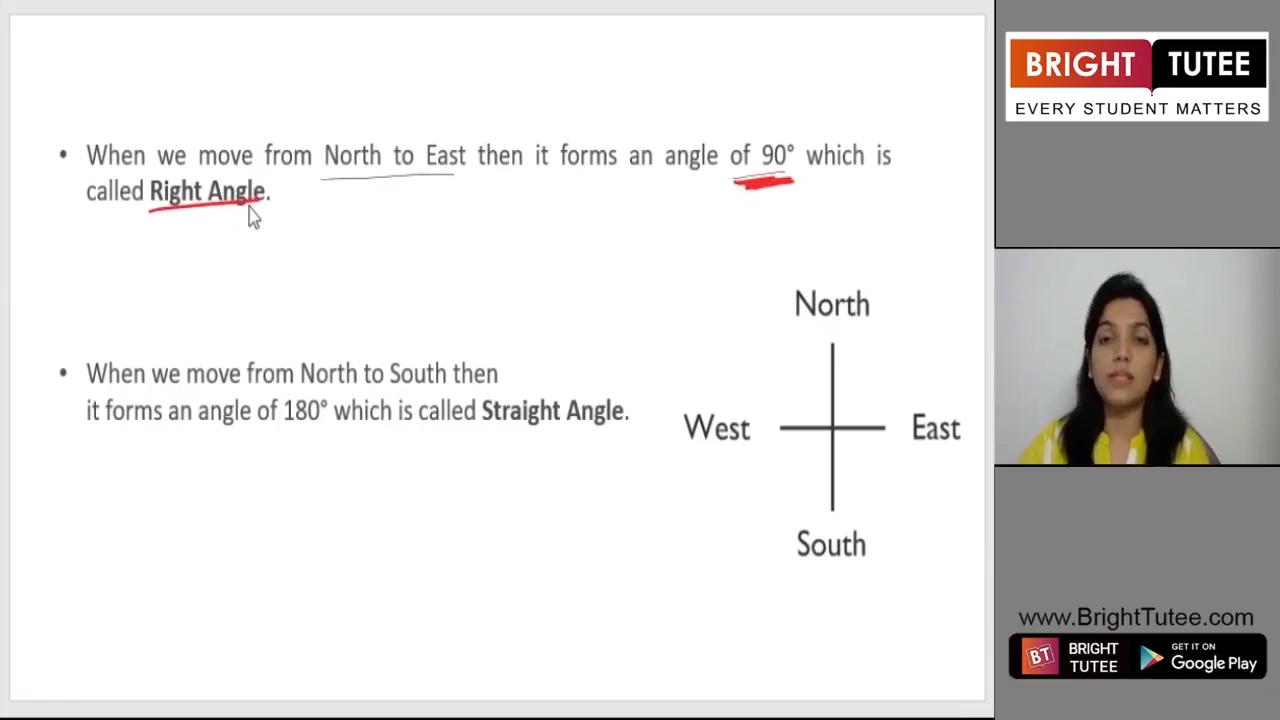 • When we move from North to East then it forms an angle of 90° which is
called Right Angle.
• When we move from North to South then
it forms an angle of 180° which is called Straight Angle.
North
West
East
South
BRIGHT TUTEE
EVERY STUDENT MATTERS
www.BrightTutee.com
BT
BRIGHT
TUTEE
GET IT ON
Google Play